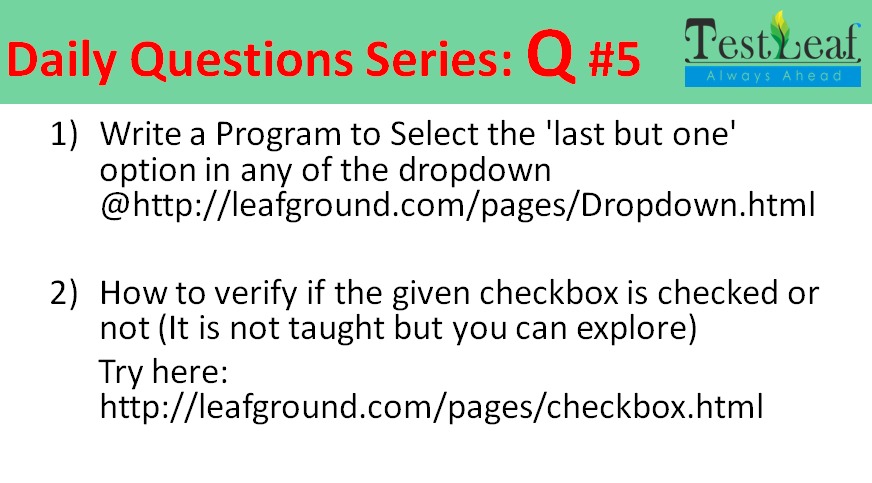 Daily Questions Series: Q #5
TestLeaf
Always Ahead
1) Write a Program to Select the 'last but one'
option in any of the dropdown
@http://leafground.com/pages/Dropdown.html
2) How to verify if the given checkbox is checked or
not (It is not taught but you can explore)
Try here:
http://leafground.com/pages/checkbox.html